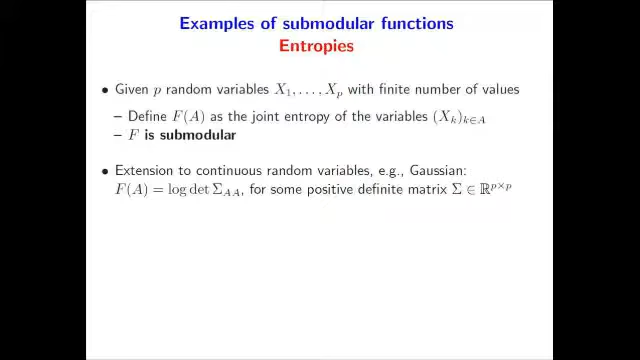 Examples of submodular functions
Entropies
• Given p random variables X₁, . . . , Xₚ with finite number of values
– Define F(A) as the joint entropy of the variables (Xₖ)ₖ∈A
– F is submodular
• Extension to continuous random variables, e.g., Gaussian:
F(A) = log det Σ_AA, for some positive definite matrix Σ ∈ ℝᵖˣᵖ